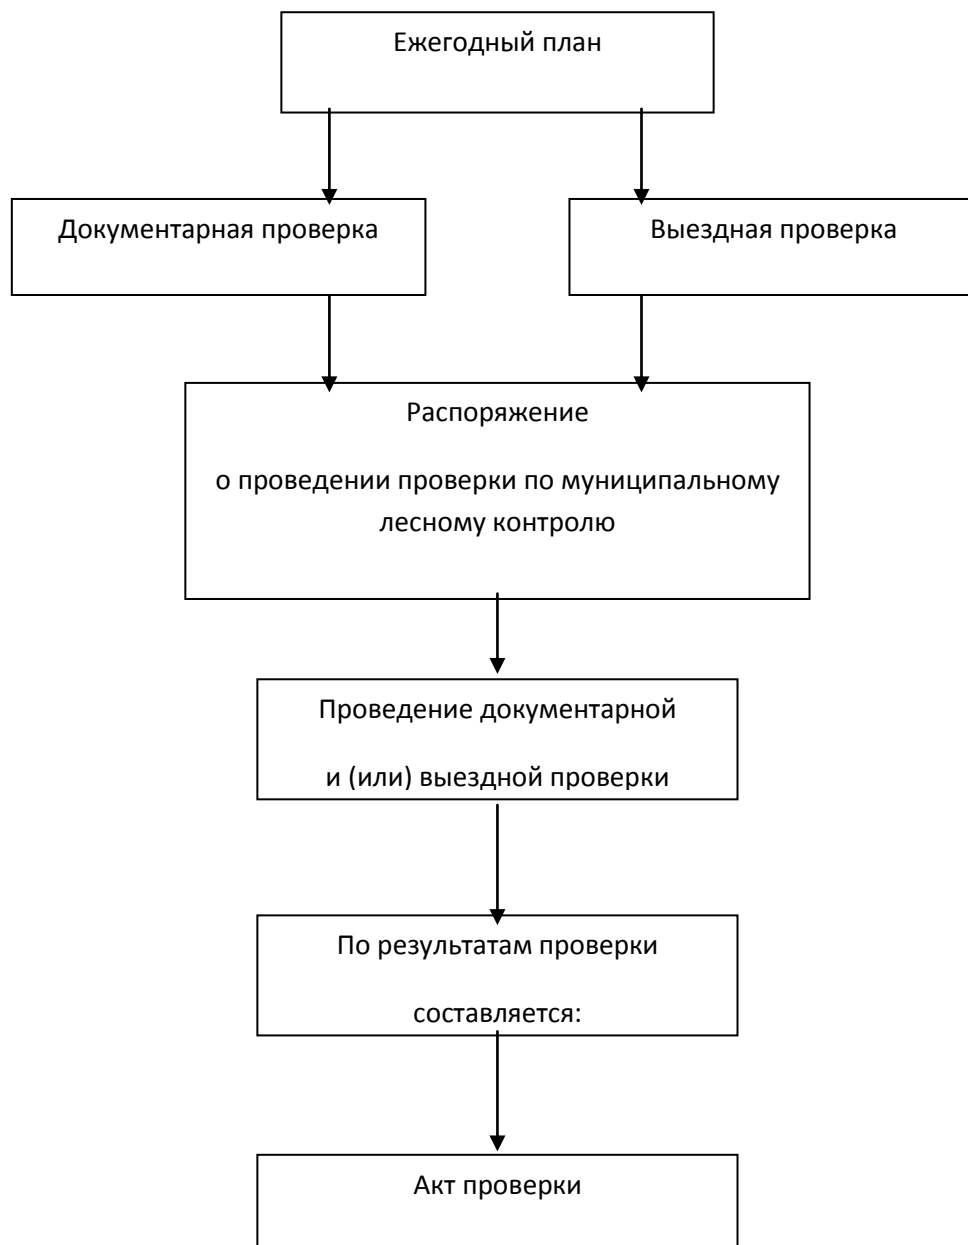 Ежегодный план
Документарная проверка
Выездная проверка
Распоряжение
о проведении проверки по муниципальному
лесному контролю
Проведение документарной
и (или) выездной проверки
По результатам проверки
составляется:
Акт проверки